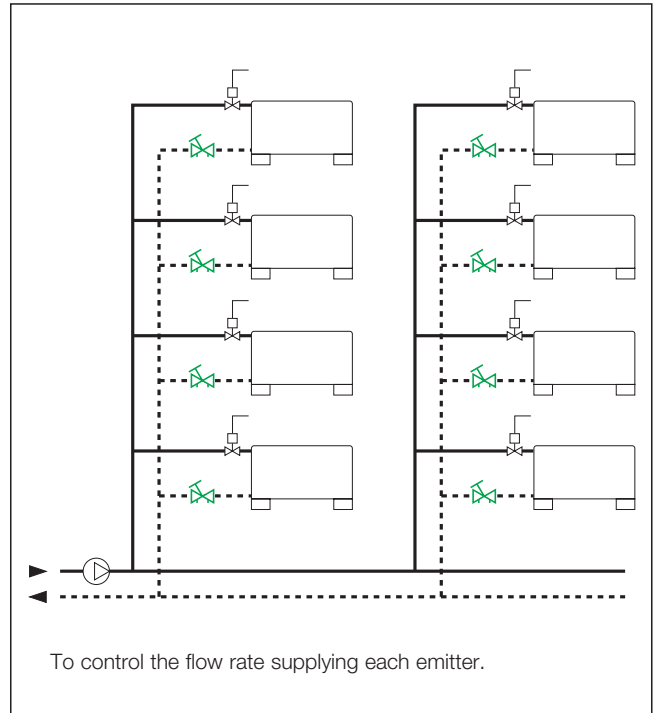 To control the flow rate supplying each emitter.